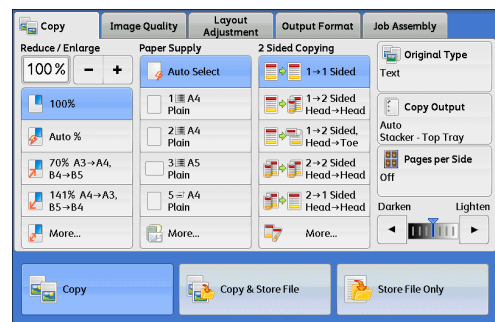 Copy
Image Quality
Layout
Adjustment
Output Format
Job Assembly
Reduce / Enlarge
100%
-
+
100%
Auto %
70% A3→A4,
B4→B5
141% A4→A3,
B5→B4
More...
Paper Supply
Auto Select
1 A4
Plain
2 A4
Plain
3 A5
Plain
5 A4
Plain
More...
2 Sided Copying
1→1 Sided
1→2 Sided
Head→Head
1→2 Sided,
Head→Toe
2→2 Sided
Head→Head
2→1 Sided
Head→Head
More...
Original Type
Text
Copy Output
Auto
Stacker - Top Tray
Pages per Side
Off
Darken Lighten
Copy
Copy & Store File
Store File Only